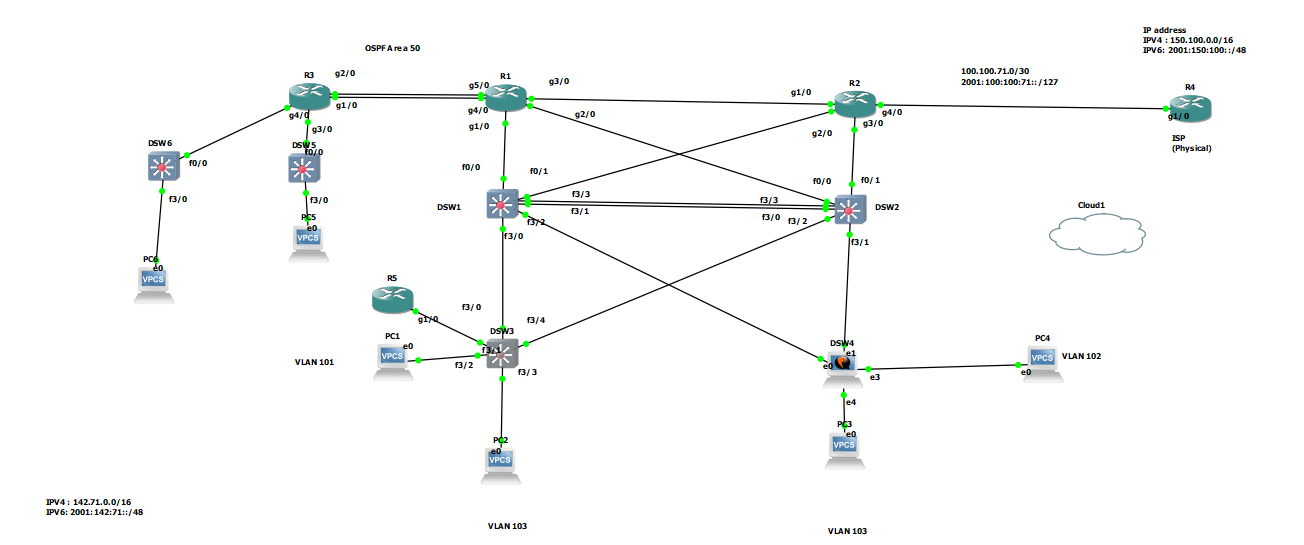 IP address
IPV4 : 150.100.0.0/16
IPV6: 2001:150:100::/48
OSPF Area 50
R3
g2/0
g5/0
R1
g3/0
100.100.71.0/30
2001:100:100:71::/127
R2
g1/0
R4
g1/0
g4/0
g1/0
g4/0
g4/0
g3/0
g1/0
g2/0
g2/0
g3/0
ISP
(Physical)
DSW6
f0/0
DSW5
f0/0
f0/0
f0/1
f0/0
f0/1
f3/0
f3/0
DSW1
f3/3
f3/1
f3/3
f3/0
f3/2
DSW2
Cloud1
PC5
e0
VPCS
f3/2
f3/0
f3/1
PC6
e0
VPCS
R5
g1/0
f3/0
f3/4
PC1
e0
VPCS
DSW3
f3/1
f3/2
f3/3
VLAN 101
DSW4
e1
e0
e3
e4
PC4
e0
VPCS
VLAN 102
PC2
e0
VPCS
PC3
e0
VPCS
IPV4 : 142.71.0.0/16
IPV6: 2001:142:71::/48
VLAN 103
VLAN 103